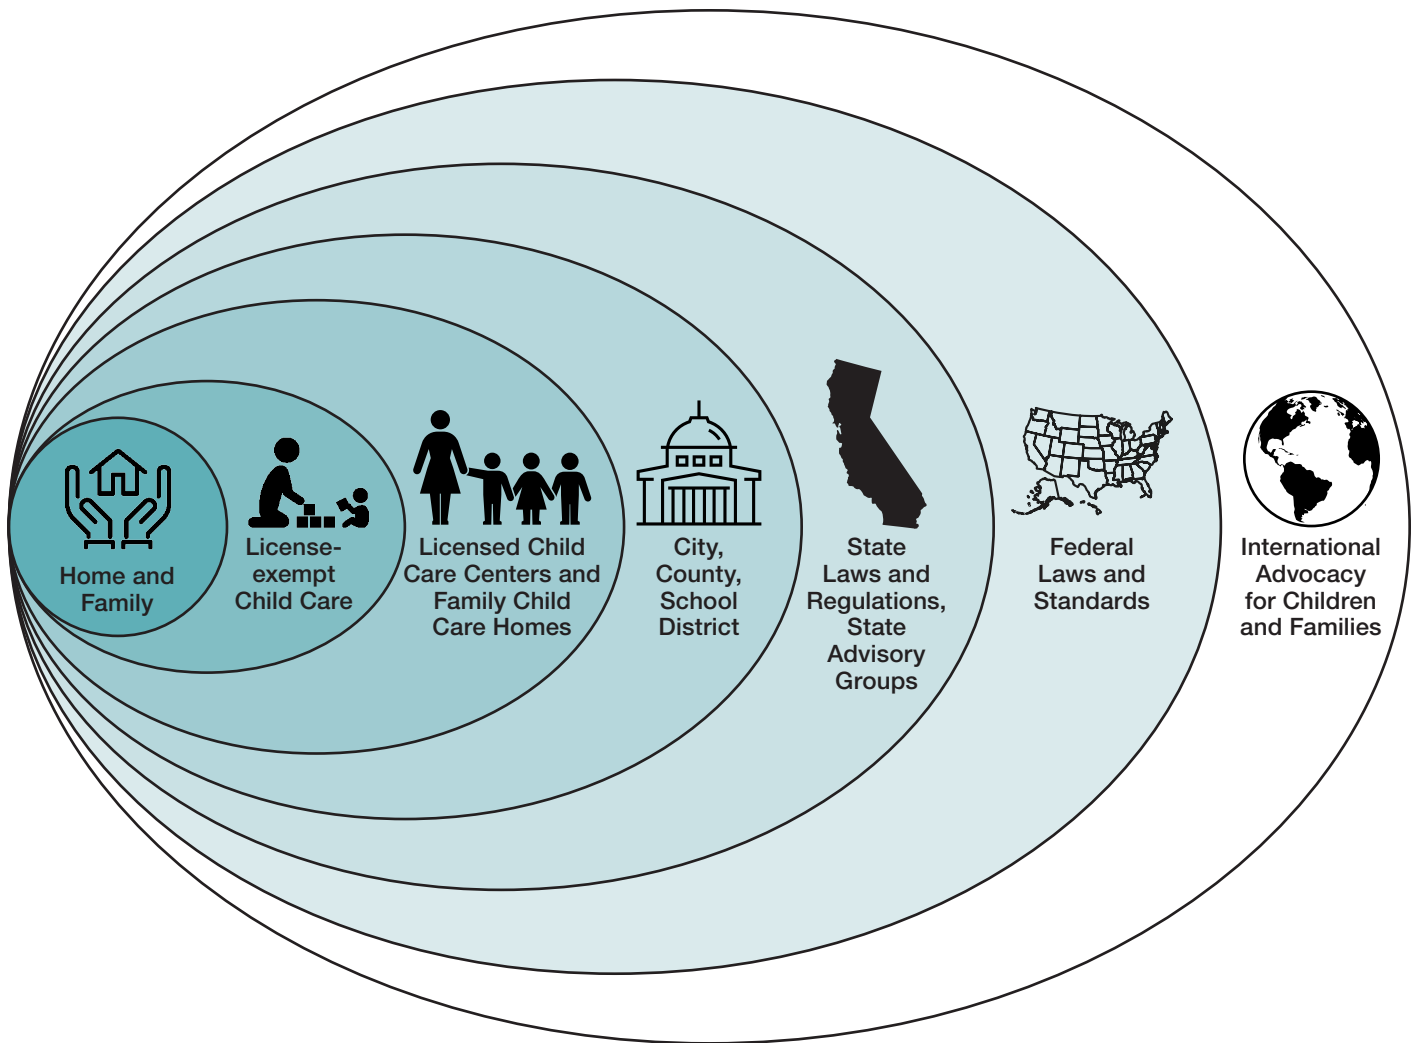 Home and
Family
License-
exempt
Child Care
Licensed Child
Care Centers and
Family Child
Care Homes
City,
County,
School
District
State
Laws and
Regulations,
State
Advisory
Groups
Federal
Laws and
Standards
International
Advocacy
for Children
and Families